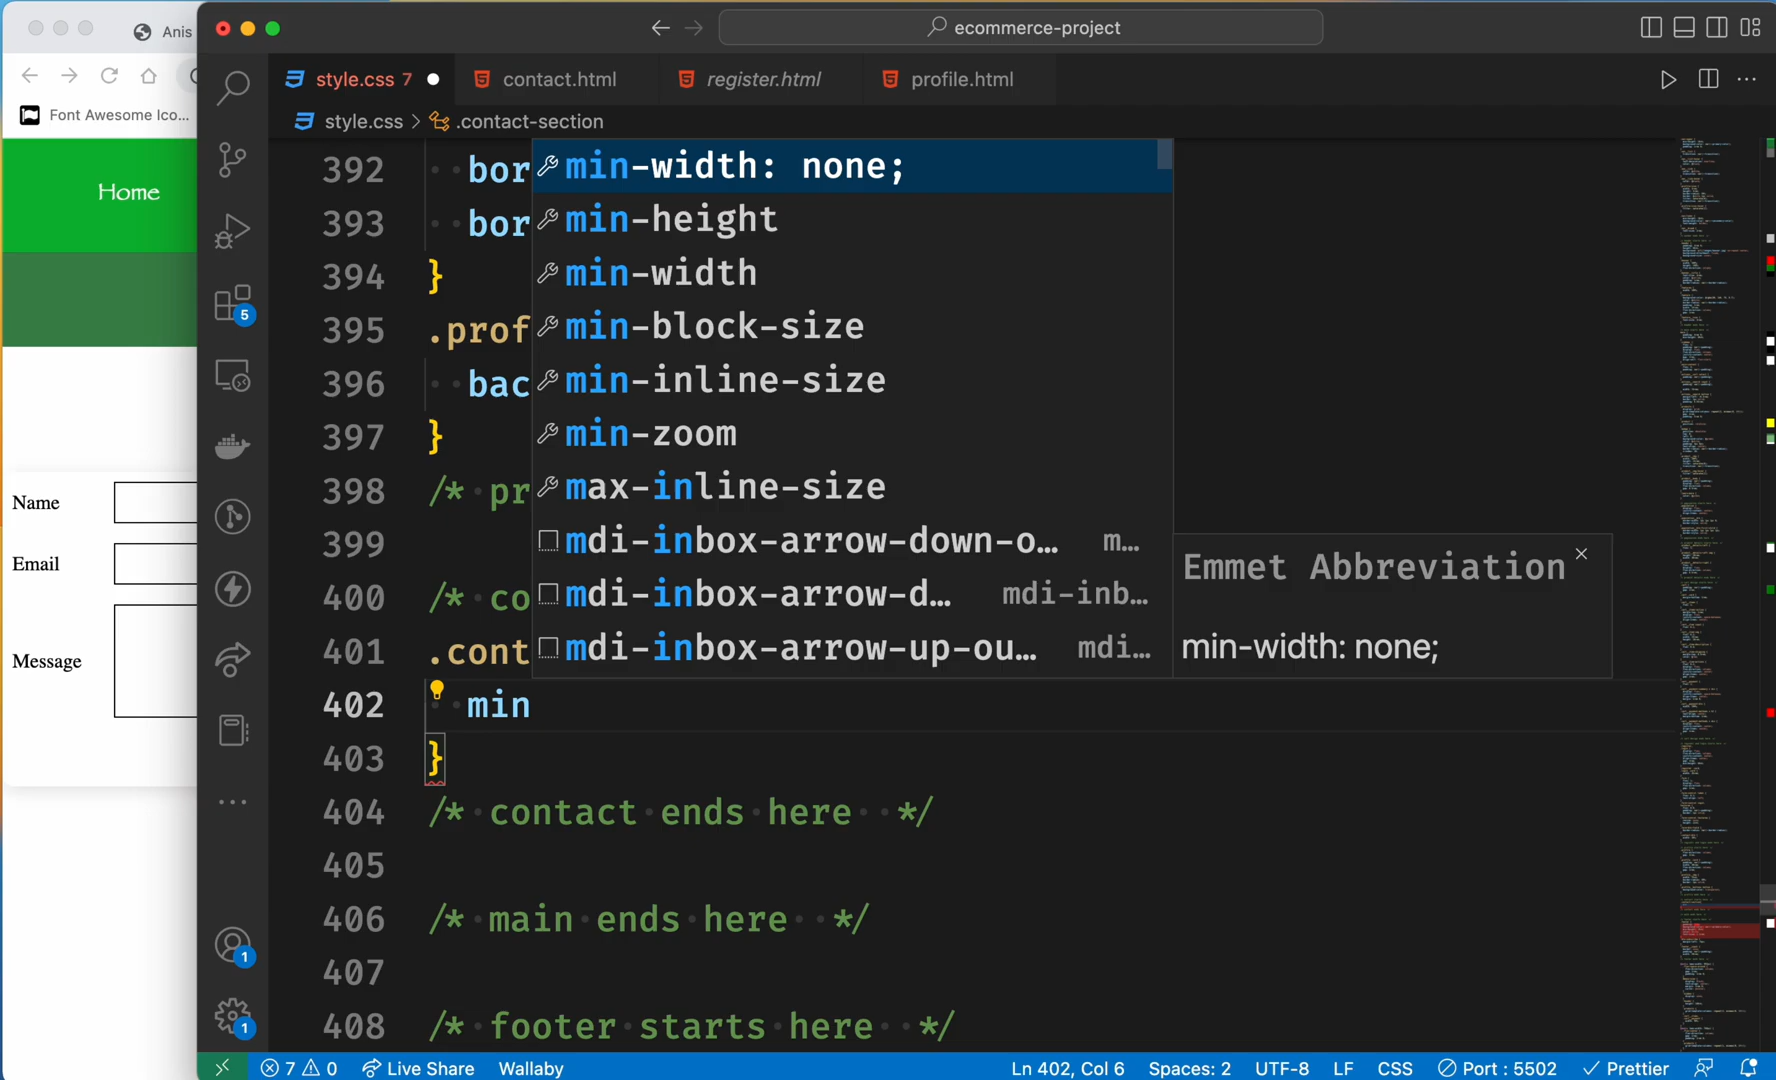 Anis
Font Awesome Ico...
Home
Name
Email
Message
ecommerce-project
style.css 7
contact.html
register.html
profile.html
style.css > .contact-section
392 bor
393 bor
394 }
395 .prof
396 bac
397 }
398 /* pr
399
400 /* co
401 .cont
402 min
403 }
404 /* contact ends here */
405
406 /* main ends here */
407
408 /* footer starts here */
min-width: none;
min-height
min-width
min-block-size
min-inline-size
min-zoom
max-inline-size
mdi-inbox-arrow-down-o... m...
mdi-inbox-arrow-d... mdi-inb...
mdi-inbox-arrow-up-ou... mdi...
Emmet Abbreviation
min-width: none;
5
1
1
7 0 Live Share Wallaby Ln 402, Col 6 Spaces: 2 UTF-8 LF CSS Port : 5502 Prettier